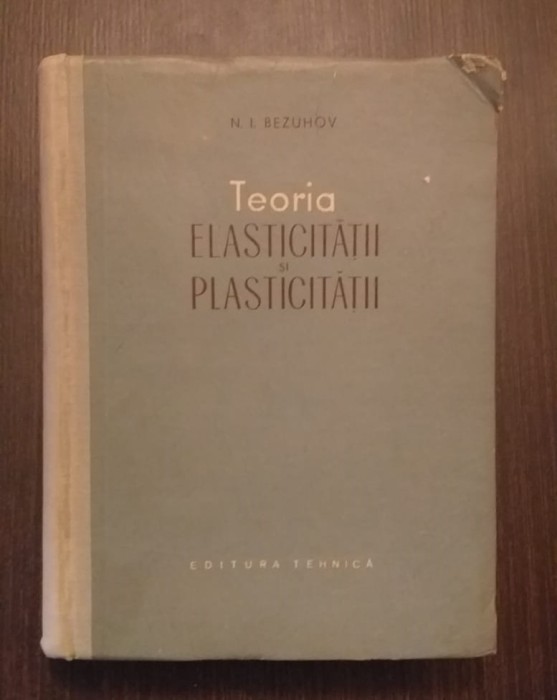 N. I. BEZUHOV
Teoria
ELASTICITĂȚII
ȘI
PLASTICITĂȚII
EDITURA TEHNICĂ